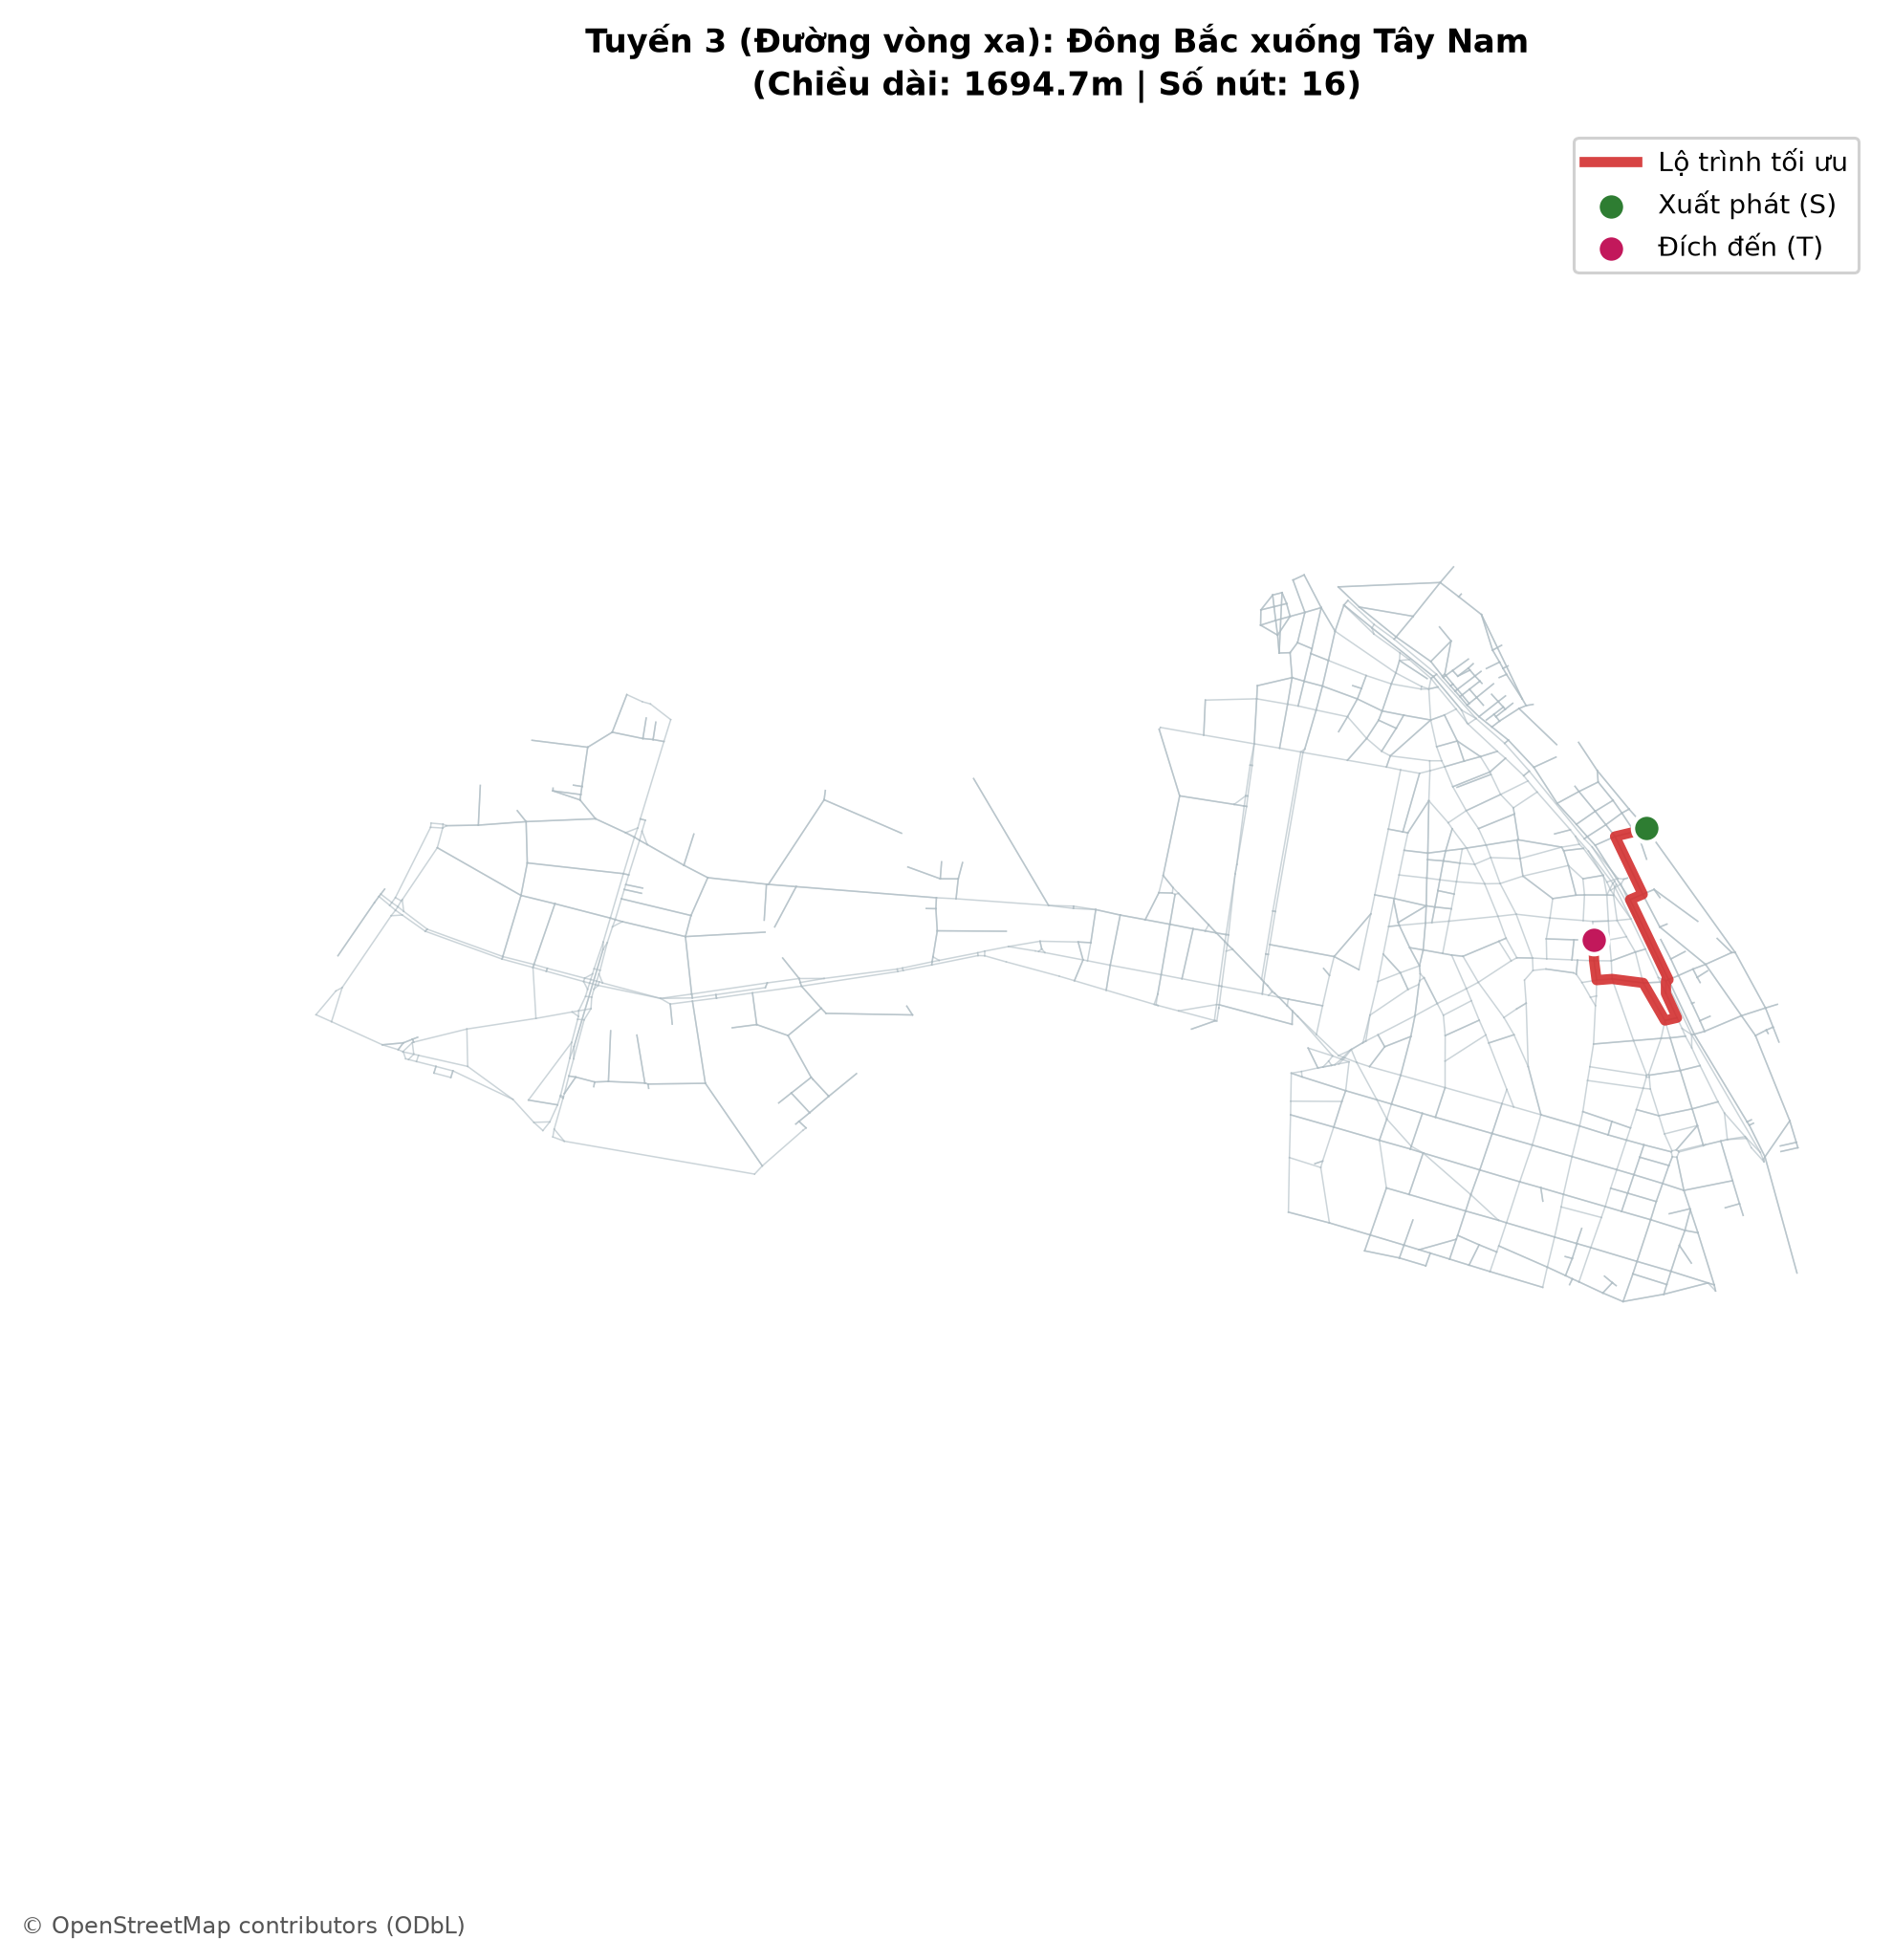 Tuyến 3 (Đường vòng xa): Đông Bắc xuống Tây Nam
(Chiều dài: 1694.7m | Số nút: 16)
Lộ trình tối ưu
Xuất phát (S)
Đích đến (T)
© OpenStreetMap contributors (ODbL)